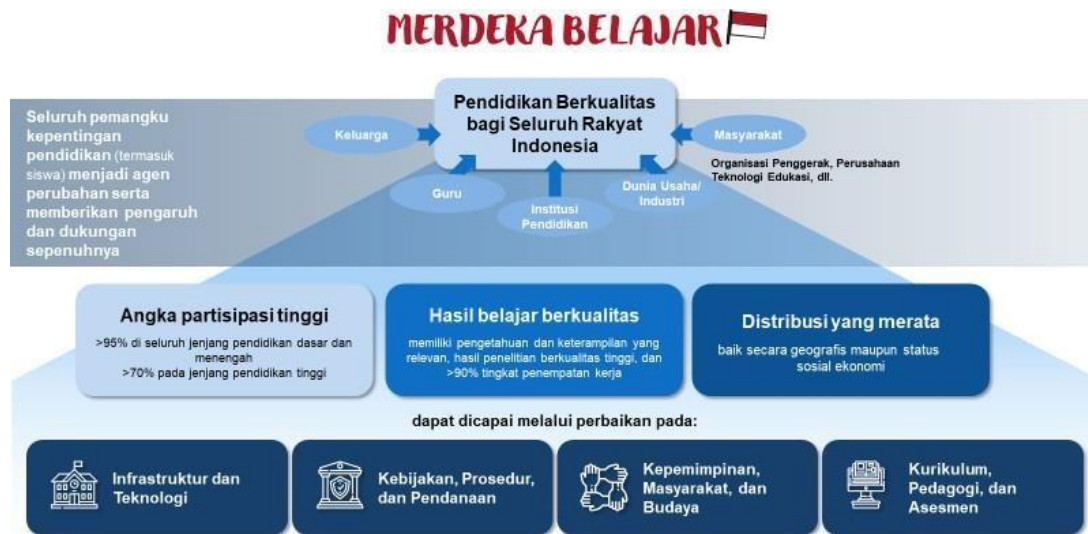 MERDEKA BELAJAR
Pendidikan Berkualitas
bagi Seluruh Rakyat
Indonesia
Seluruh pemangku
kepentingan
pendidikan (termasuk
siswa) menjadi agen
perubahan serta
memberikan pengaruh
dan dukungan
sepenuhnya
Keluarga
Guru
Institusi
Pendidikan
Dunia Usaha/
Industri
Masyarakat
Organisasi Penggerak, Perusahaan
Teknologi Edukasi, dll.
Angka partisipasi tinggi
>95% di seluruh jenjang pendidikan dasar dan
menengah
>70% pada jenjang pendidikan tinggi
Hasil belajar berkualitas
memiliki pengetahuan dan keterampilan yang
relevan, hasil penelitian berkualitas tinggi, dan
>90% tingkat penempatan kerja
Distribusi yang merata
baik secara geografis maupun status
sosial ekonomi
dapat dicapai melalui perbaikan pada:
Infrastruktur dan
Teknologi
Kebijakan, Prosedur,
dan Pendanaan
Kepemimpinan,
Masyarakat, dan
Budaya
Kurikulum,
Pedagogi, dan
Asesmen